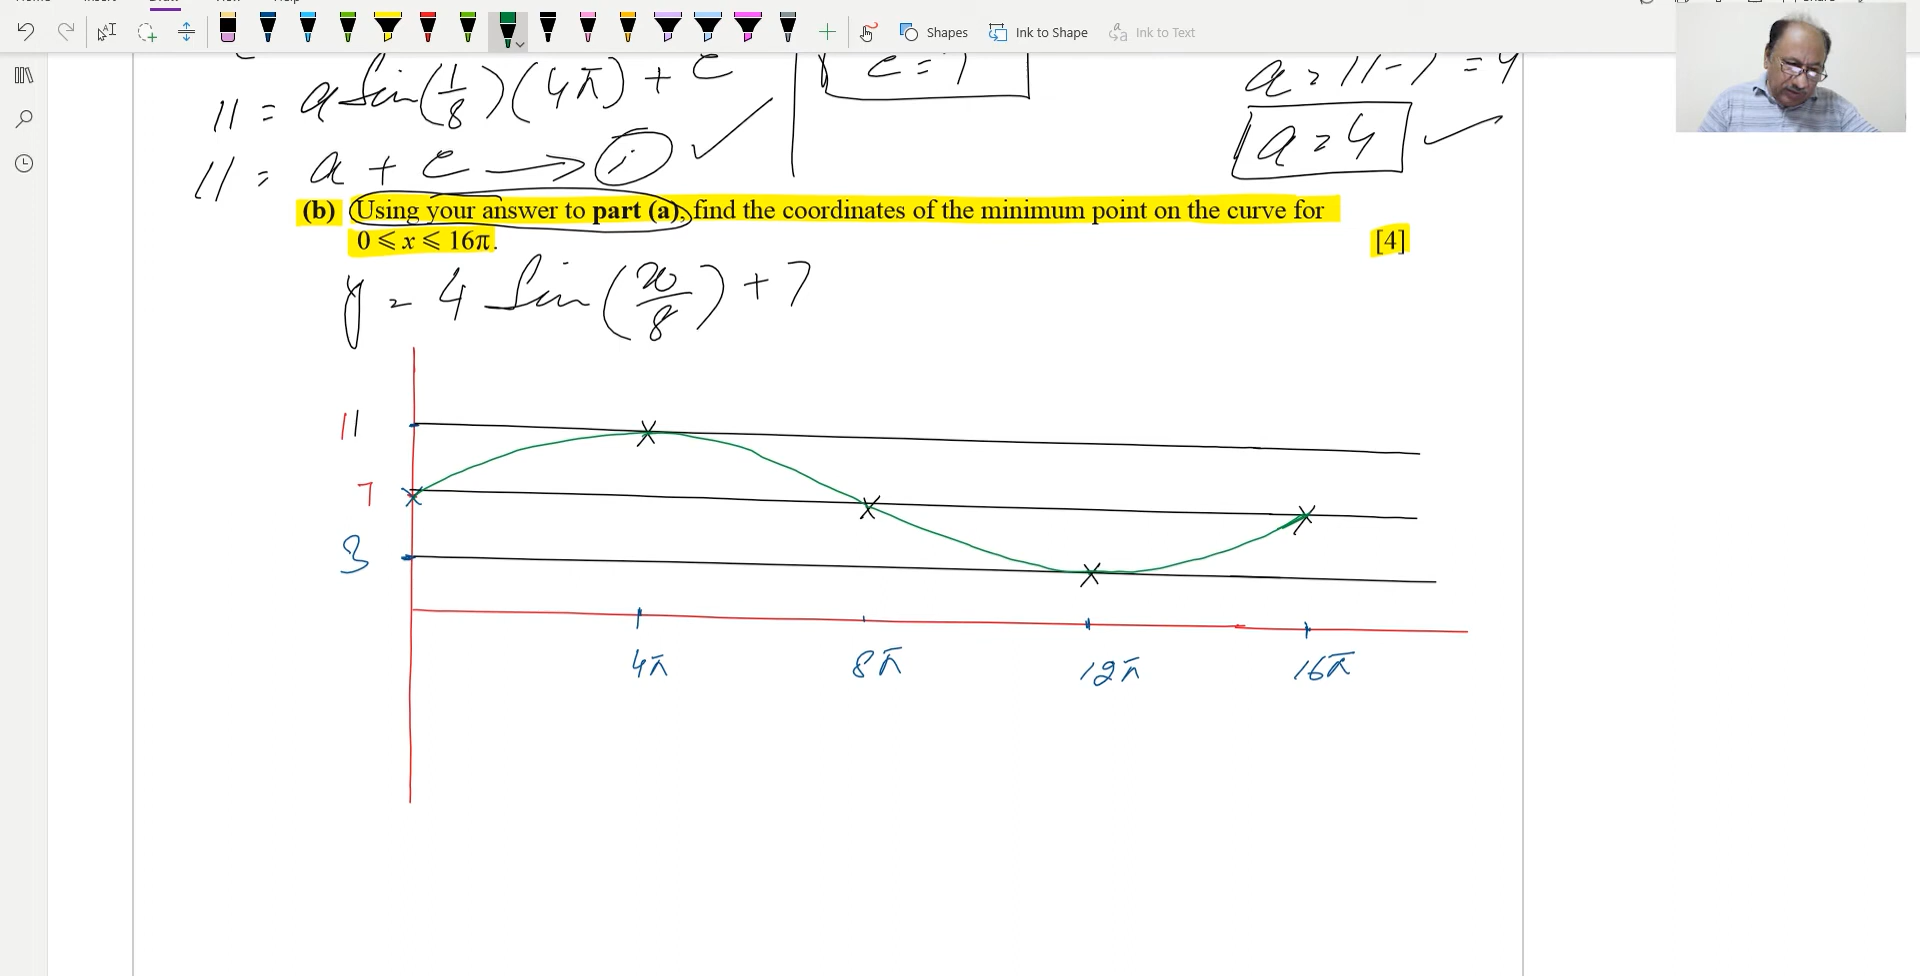 Shapes Ink to Shape Ink to Text
11 = a sin(1/8)(4π) + c
11 = a + c → (i) ✓
a = 11 - 7 = 4
a = 4 ✓
(b) Using your answer to part (a), find the coordinates of the minimum point on the curve for
0 ⩽ x ⩽ 16π. [4]
y = 4 sin(x/8) + 7
11
7
3
4π 8π 12π 16π